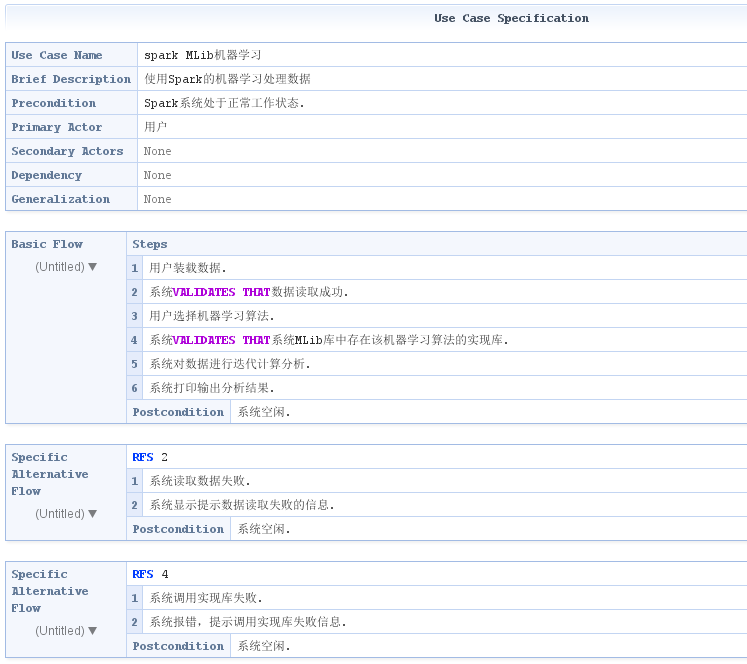 Use Case Specification
Use Case Name spark MLib机器学习
Brief Description 使用Spark的机器学习处理数据
Precondition Spark系统处于正常工作状态.
Primary Actor 用户
Secondary Actors None
Dependency None
Generalization None
Basic Flow Steps
(Untitled) ▼
1 用户装载数据.
2 系统VALIDATES THAT数据读取成功.
3 用户选择机器学习算法.
4 系统VALIDATES THAT系统MLib库中存在该机器学习算法的实现库.
5 系统对数据进行迭代计算分析.
6 系统打印输出分析结果.
Postcondition 系统空闲.
Specific Alternative Flow RFS 2
(Untitled) ▼
1 系统读取数据失败.
2 系统显示提示数据读取失败的信息.
Postcondition 系统空闲.
Specific Alternative Flow RFS 4
(Untitled) ▼
1 系统调用实现库失败.
2 系统报错，提示调用实现库失败信息.
Postcondition 系统空闲.